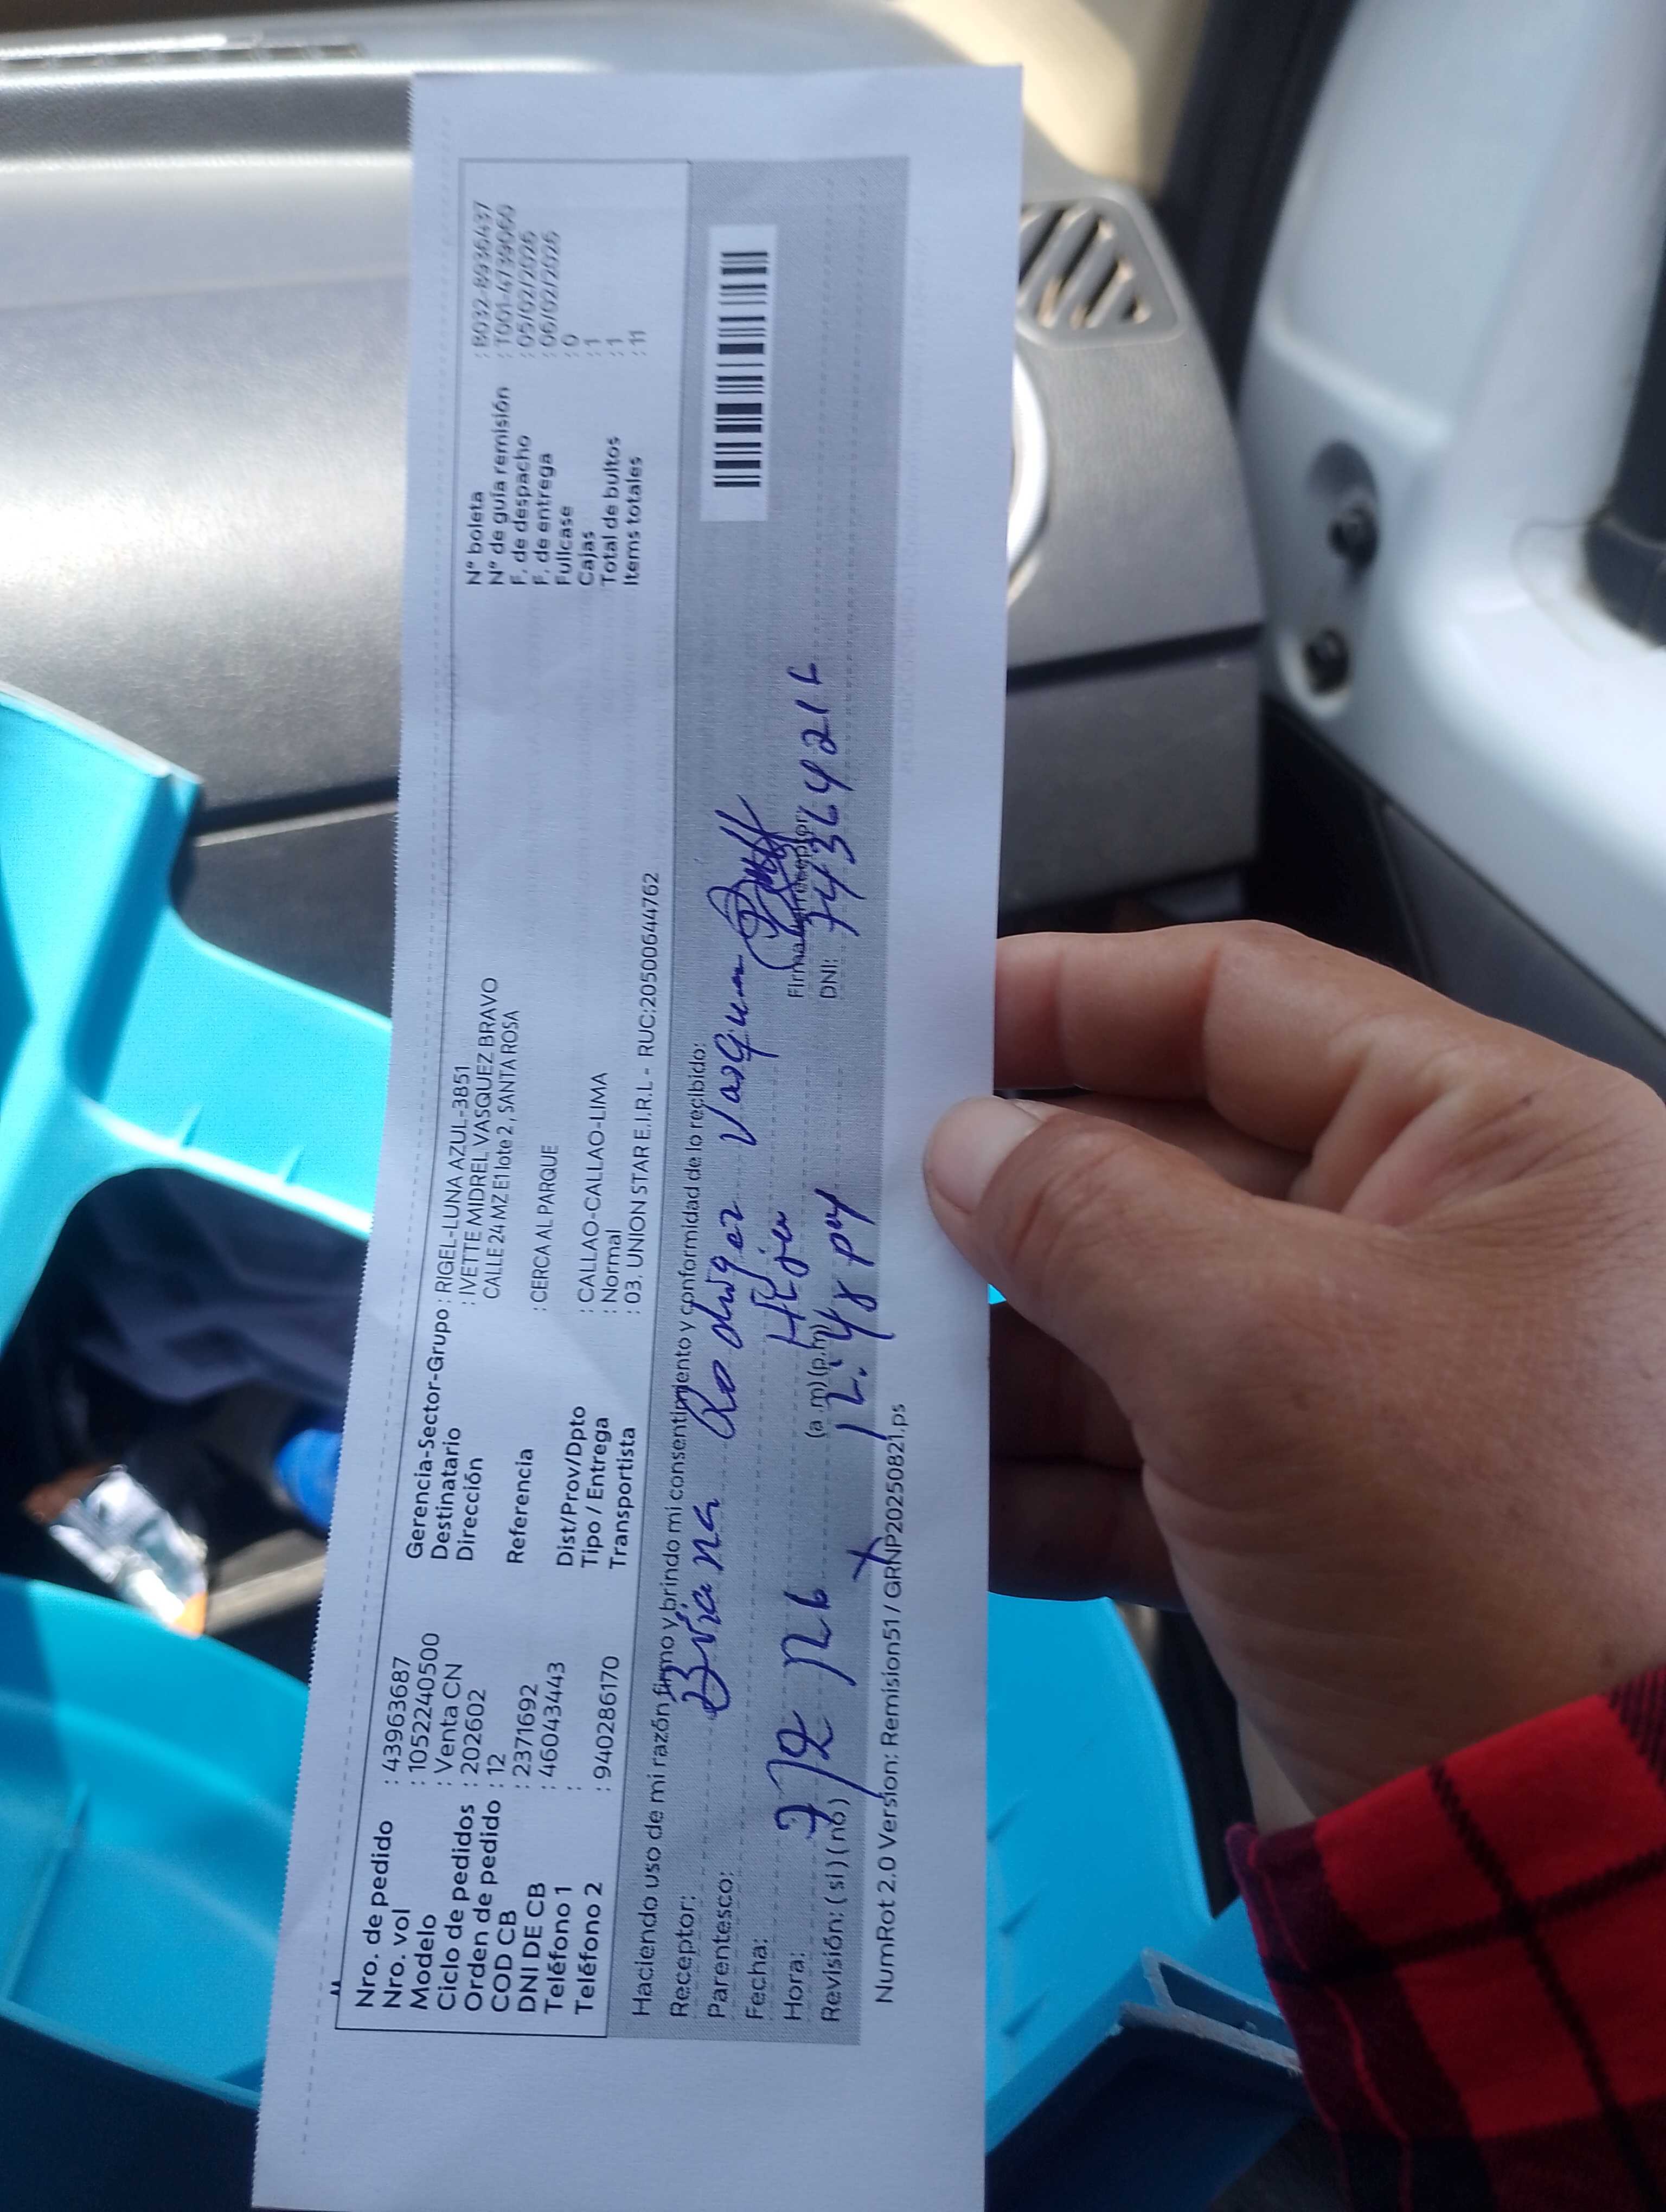 Nro. de pedido : 43963687
Nro. vol : 1052240500
Modelo : Venta CN
Ciclo de pedidos : 202602
Orden de pedido : 12
COD CB : 2371692
DNI DE CB : 46043443
Teléfono 1 :
Teléfono 2 : 940286170
Gerencia-Sector-Grupo : RIGEL-LUNA AZUL-3851
Destinatario : IVETTE MIDREL VASQUEZ BRAVO
Dirección CALLE 24 MZ E1 lote 2, SANTA ROSA
Referencia : CERCA AL PARQUE
Dist/Prov/Dpto : CALLAO-CALLAO-LIMA
Tipo / Entrega : Normal
Transportista : 03. UNION STAR E.I.R.L - RUC:20500644762
N° boleta : B032-8936437
N° de guía remisión : T001-4739060
F. de despacho : 05/02/2026
F. de entrega : 06/02/2026
Fullcase : 0
Cajas : 1
Total de bultos : 1
Items totales : 11
Haciendo uso de mi razón firmo y brindo mi consentimiento y conformidad de lo recibido:
Receptor: Briana Rodrigez Vasquez
Parentesco: Hija
Fecha: 7/2/26
Hora: (a.m)(p.m) 12:48 pm
Revisión: (si)(no)
Firma del receptor
DNI: 74364216
NumRot 2.0 Version: Remision51 / GRNP20250821.ps